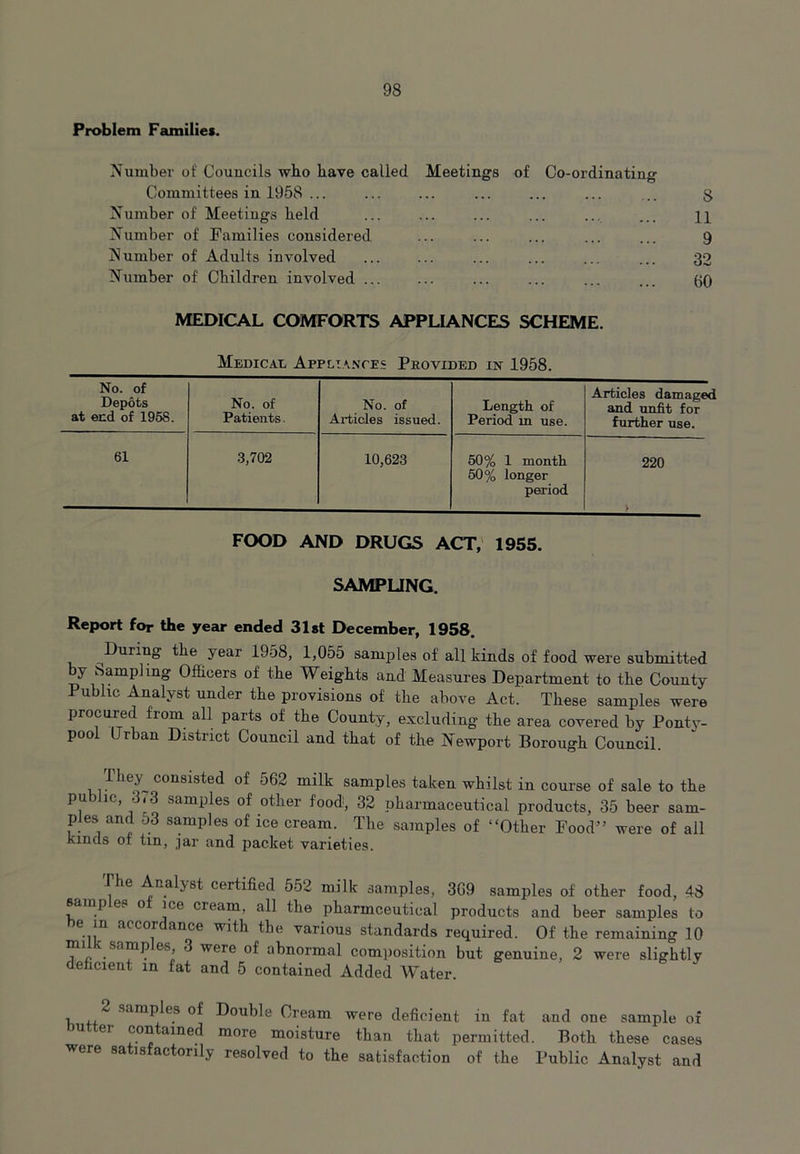 98
Problem Families.
Number of Councils who have called Meetings of Co-ordinating
Committees in 1958 ... ... ... ... ... ... ... 8
Number of Meetings held ... ... ... ... ... ... 11
Number of Families considered ... ... ... ... ... 9
Number of Adults involved ... ... ... ... ... ... 32
Number of Children involved ... ... ... ... ... ... 60
MEDICAL COMFORTS APPLIANCES SCHEME.
Medical Appliances Provided in 1958.
No. of Depôts at end of 1958. | No. of Patients. | No. of Articles issued. | Length of Period in use. | Articles damaged and unfit for further use.
61 | 3,702 | 10,623 | 50% 1 month 50% longer period | 220
FOOD AND DRUGS ACT, 1955.
SAMPLING.
Report for the year ended 31st December, 1958.
During the year 1958, 1,055 samples of all kinds of food were submitted
by Sampling Officers of the Weights and Measures Department to the County
Public Analyst under the provisions of the above Act. These samples were
procured from all parts of the County, excluding the area covered by Ponty-
pool Urban District Council and that of the Newport Borough Council.
They consisted of 562 milk samples taken whilst in course of sale to the
public, 373 samples of other food, 32 pharmaceutical products, 35 beer sam-
ples and 53 samples of ice cream. The samples of “Other Food” were of all
kinds of tin, jar and packet varieties.
The Analyst certified 552 milk samples, 369 samples of other food, 48
samples of ice cream, all the pharmceutical products and beer samples to
be in accordance with the various standards required. Of the remaining 10
milk samples, 3 were of abnormal composition but genuine, 2 were slightly
deficient in fat and 5 contained Added Water.
2 samples of Double Cream were deficient in fat and one sample of
butter contained more moisture than that permitted. Both these cases
were satisfactorily resolved to the satisfaction of the Public Analyst and